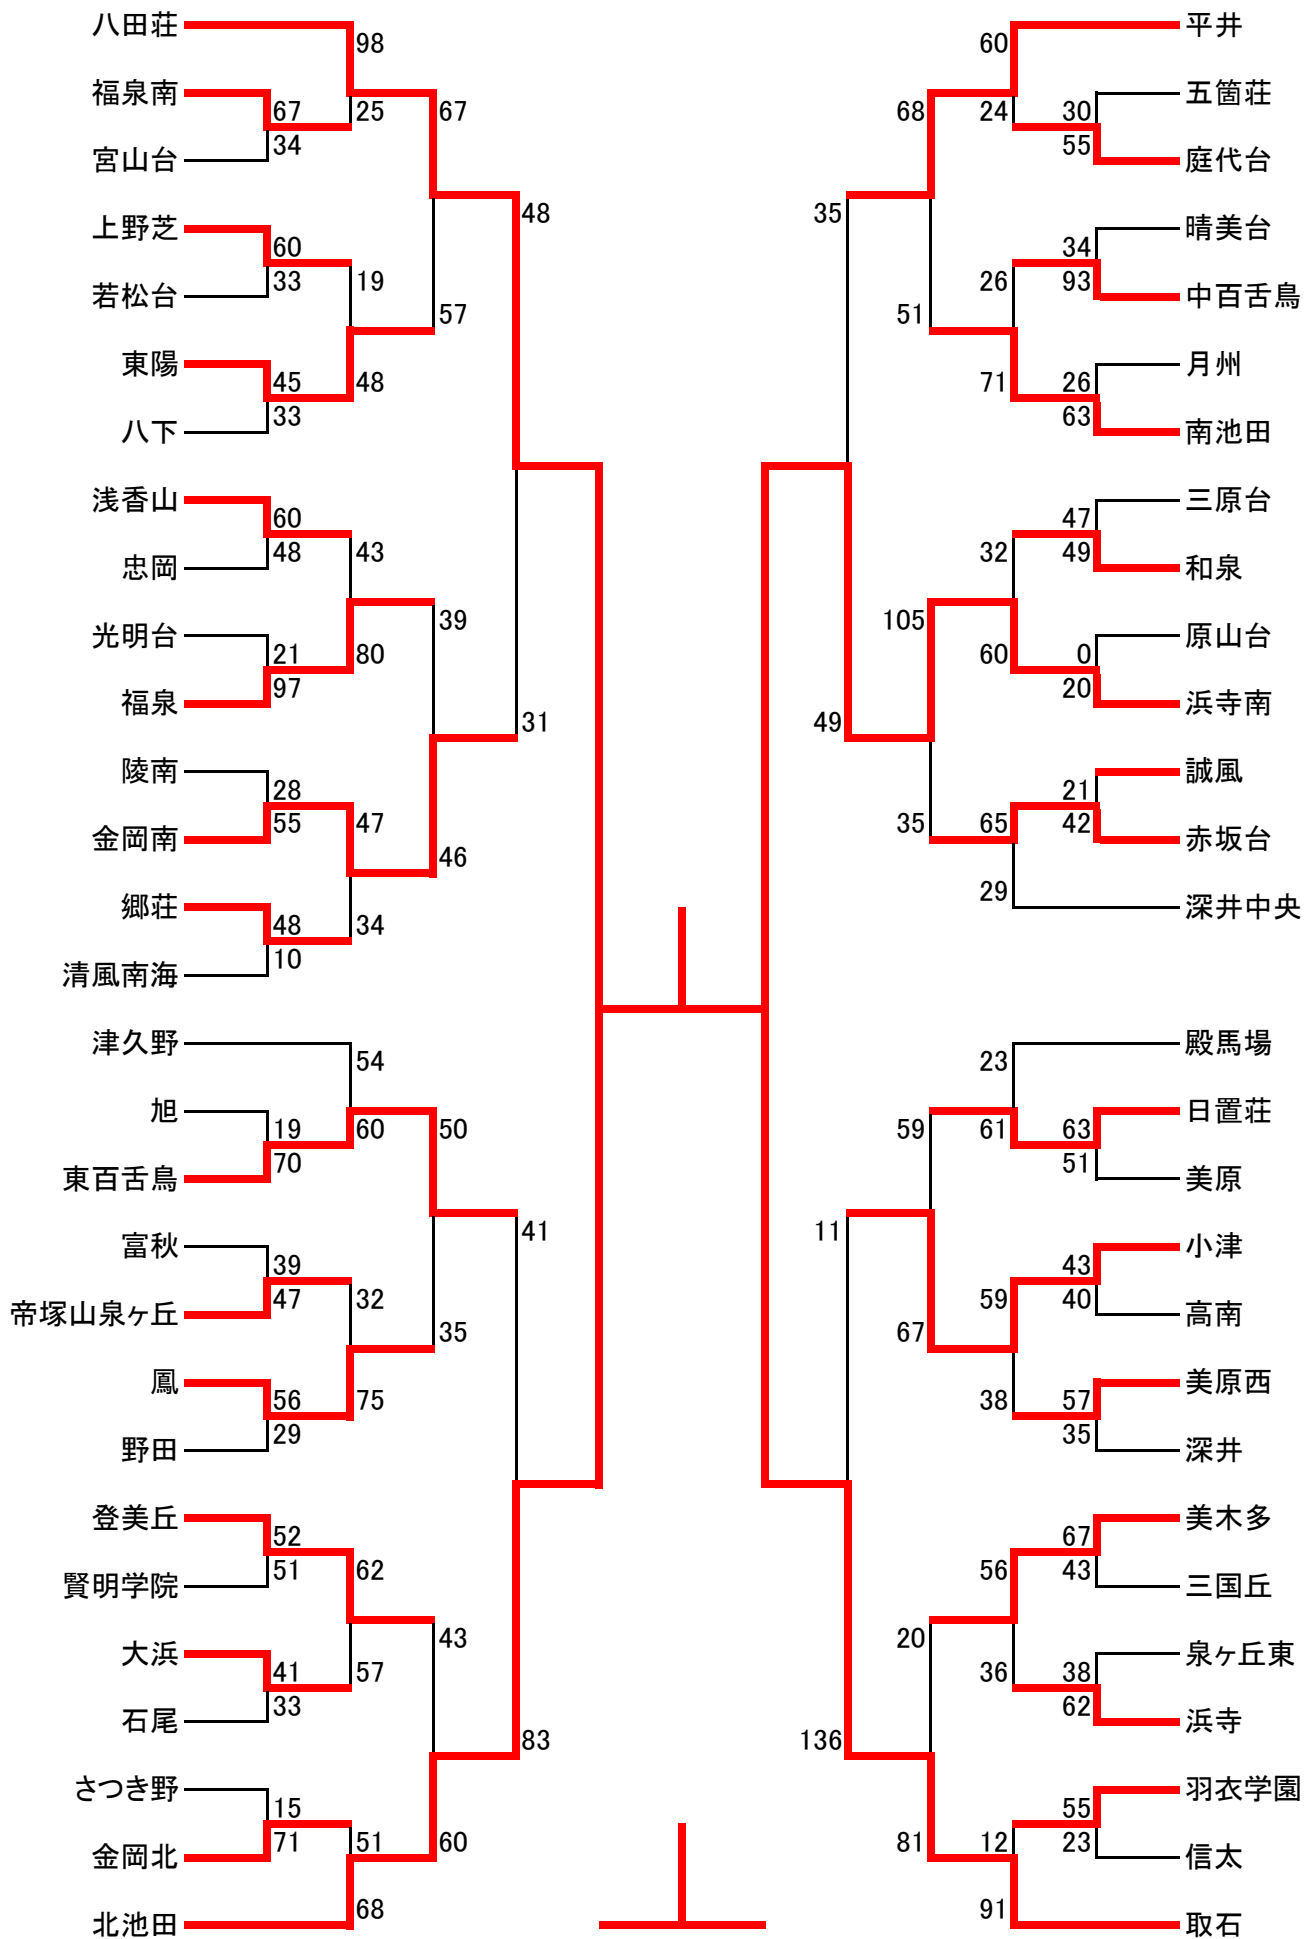 八田荘
98
福泉南
67
25
67
34
宮山台
48
上野芝
60
33
19
若松台
57
東陽
45
48
33
八下
浅香山
60
48
43
忠岡
39
光明台
21
80
97
福泉
31
陵南
28
55
47
金岡南
46
郷荘
48
34
10
清風南海
津久野
54
旭
19
60
50
70
東百舌鳥
41
富秋
39
47
32
帝塚山泉ヶ丘
35
鳳
56
75
29
野田
登美丘
52
51
62
賢明学院
43
大浜
41
57
33
石尾
83
さつき野
15
71
51
60
金岡北
68
北池田
平井
60
五箇荘
68
24
30
55
庭代台
35
晴美台
34
26
93
中百舌鳥
51
月州
71
26
63
南池田
三原台
47
32
49
和泉
105
原山台
60
0
20
浜寺南
49
誠風
21
35
65
42
赤坂台
29
深井中央
殿馬場
23
日置荘
59
61
63
51
美原
11
小津
43
59
40
高南
67
美原西
38
57
35
深井
美木多
67
56
43
三国丘
20
泉ヶ丘東
36
38
62
浜寺
136
羽衣学園
55
81
12
23
信太
91
取石